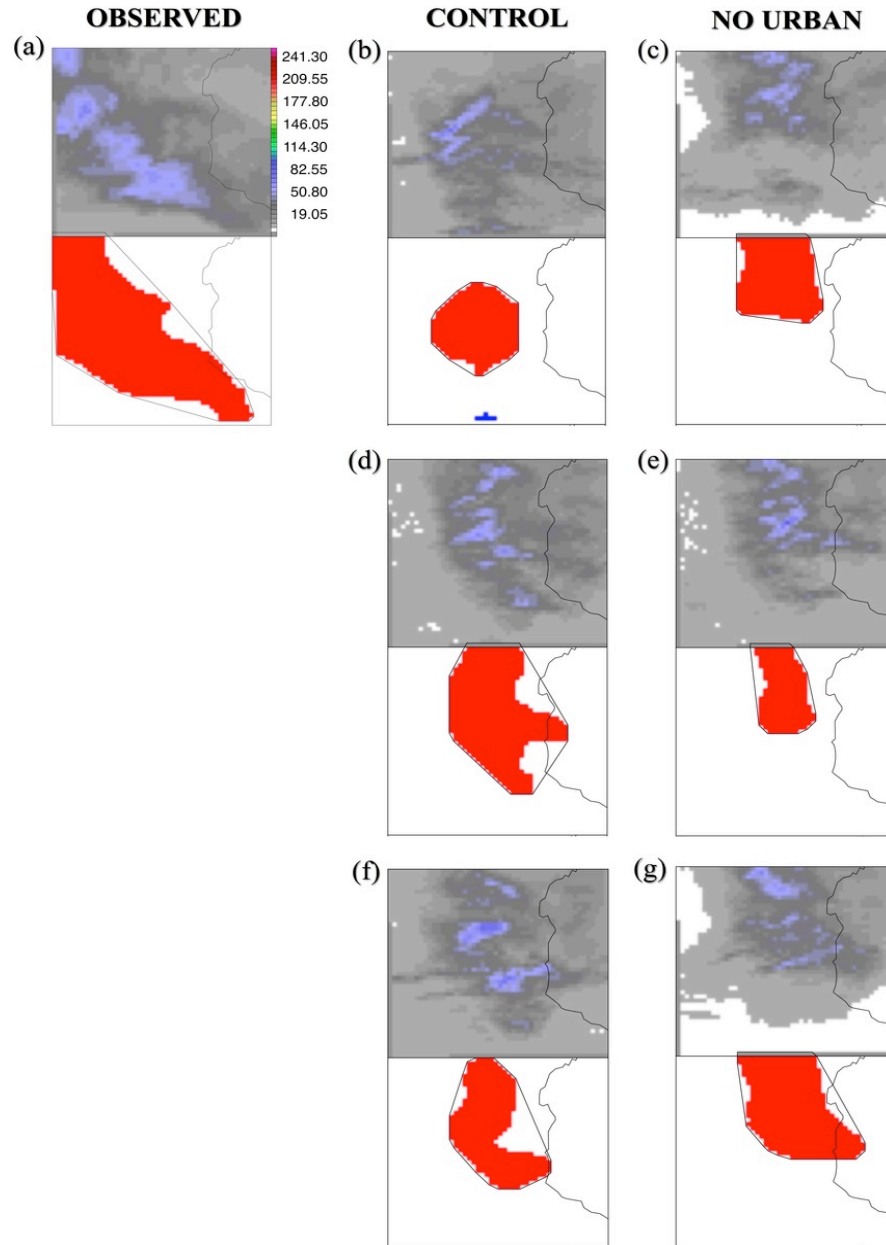 OBSERVED
CONTROL
NO URBAN
(a)
(b)
(c)
241.30
209.55
177.80
146.05
114.30
82.55
50.80
19.05
(d)
(e)
(f)
(g)